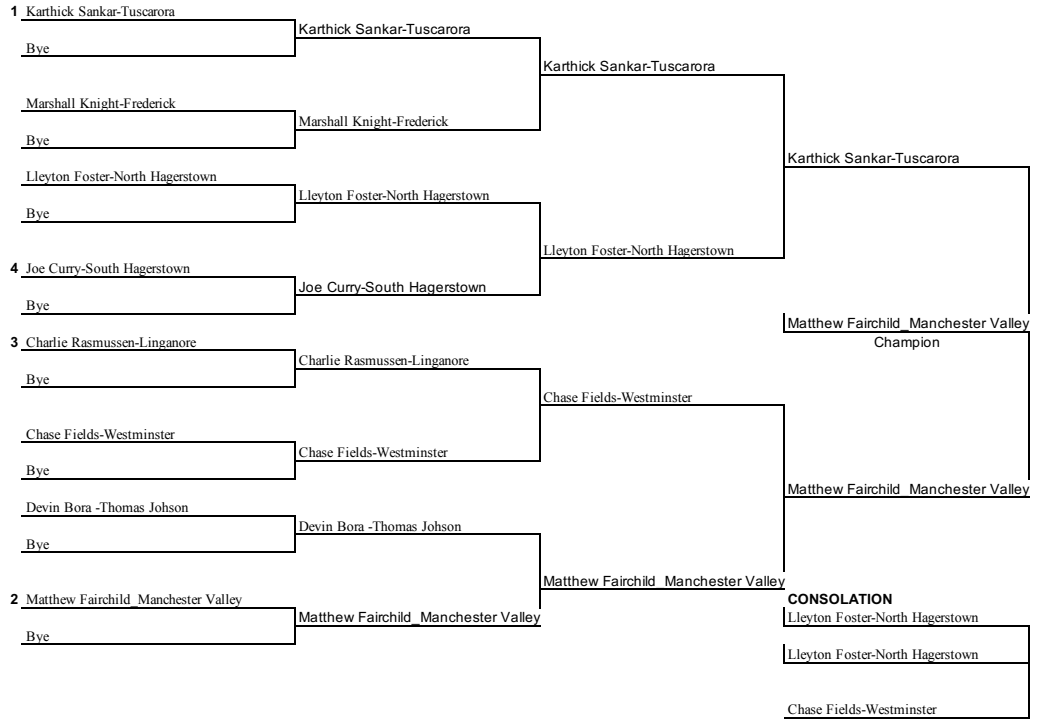 1 Karthick Sankar-Tuscarora
Karthick Sankar-Tuscarora
Bye
Karthick Sankar-Tuscarora
Marshall Knight-Frederick
Marshall Knight-Frederick
Bye
Karthick Sankar-Tuscarora
Lleyton Foster-North Hagerstown
Lleyton Foster-North Hagerstown
Bye
Lleyton Foster-North Hagerstown
4 Joe Curry-South Hagerstown
Joe Curry-South Hagerstown
Bye
Matthew Fairchild_Manchester Valley
Champion
3 Charlie Rasmussen-Linganore
Charlie Rasmussen-Linganore
Bye
Chase Fields-Westminster
Chase Fields-Westminster
Chase Fields-Westminster
Bye
Matthew Fairchild_Manchester Valley
Devin Bora -Thomas Johson
Devin Bora -Thomas Johson
Bye
Matthew Fairchild_Manchester Valley
2 Matthew Fairchild_Manchester Valley
Matthew Fairchild_Manchester Valley
Bye
CONSOLATION
Lleyton Foster-North Hagerstown
Lleyton Foster-North Hagerstown
Chase Fields-Westminster